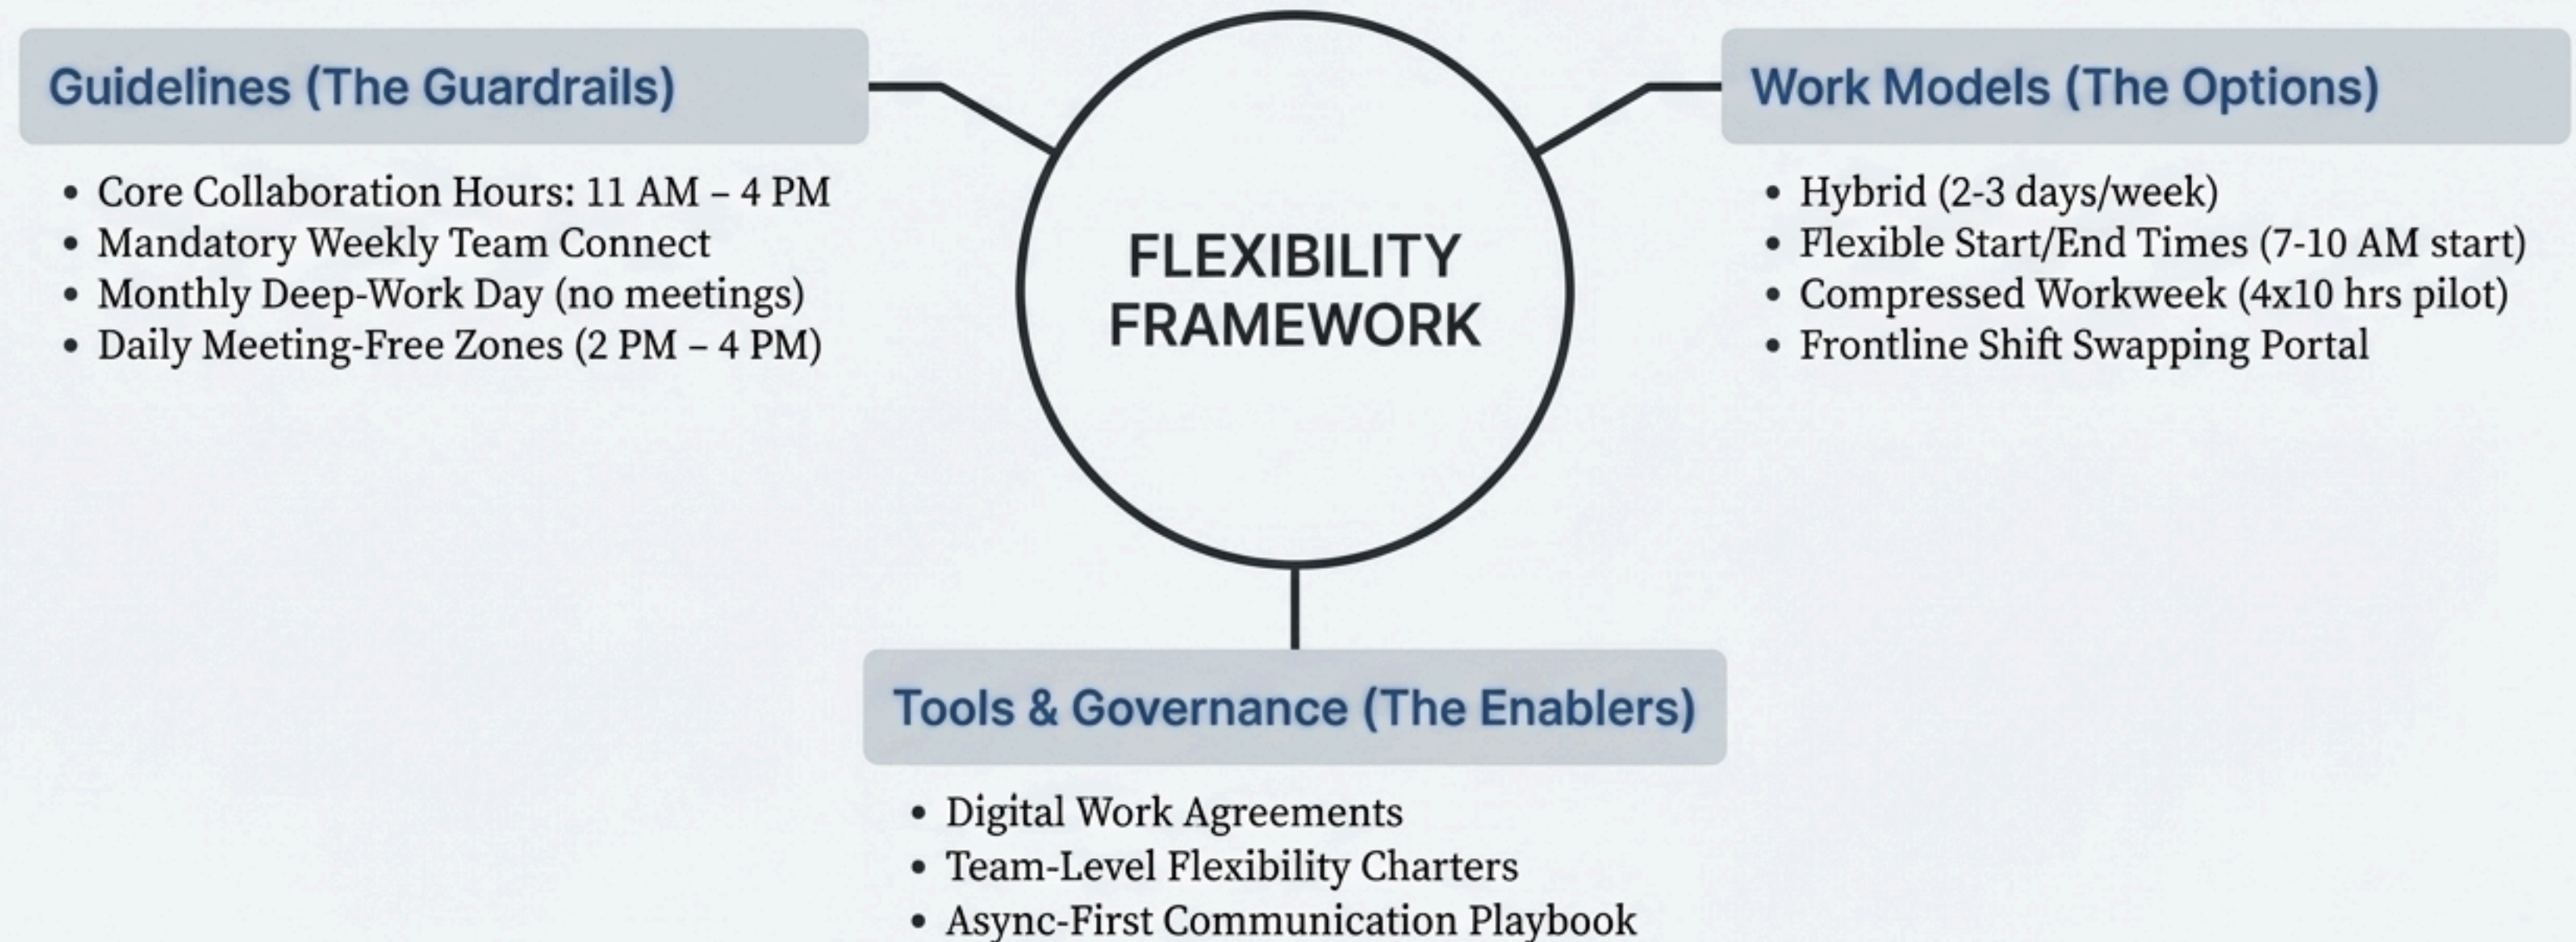 Guidelines (The Guardrails)
• Core Collaboration Hours: 11 AM – 4 PM
• Mandatory Weekly Team Connect
• Monthly Deep-Work Day (no meetings)
• Daily Meeting-Free Zones (2 PM – 4 PM)
FLEXIBILITY
FRAMEWORK
Work Models (The Options)
• Hybrid (2-3 days/week)
• Flexible Start/End Times (7-10 AM start)
• Compressed Workweek (4x10 hrs pilot)
• Frontline Shift Swapping Portal
Tools & Governance (The Enablers)
• Digital Work Agreements
• Team-Level Flexibility Charters
• Async-First Communication Playbook